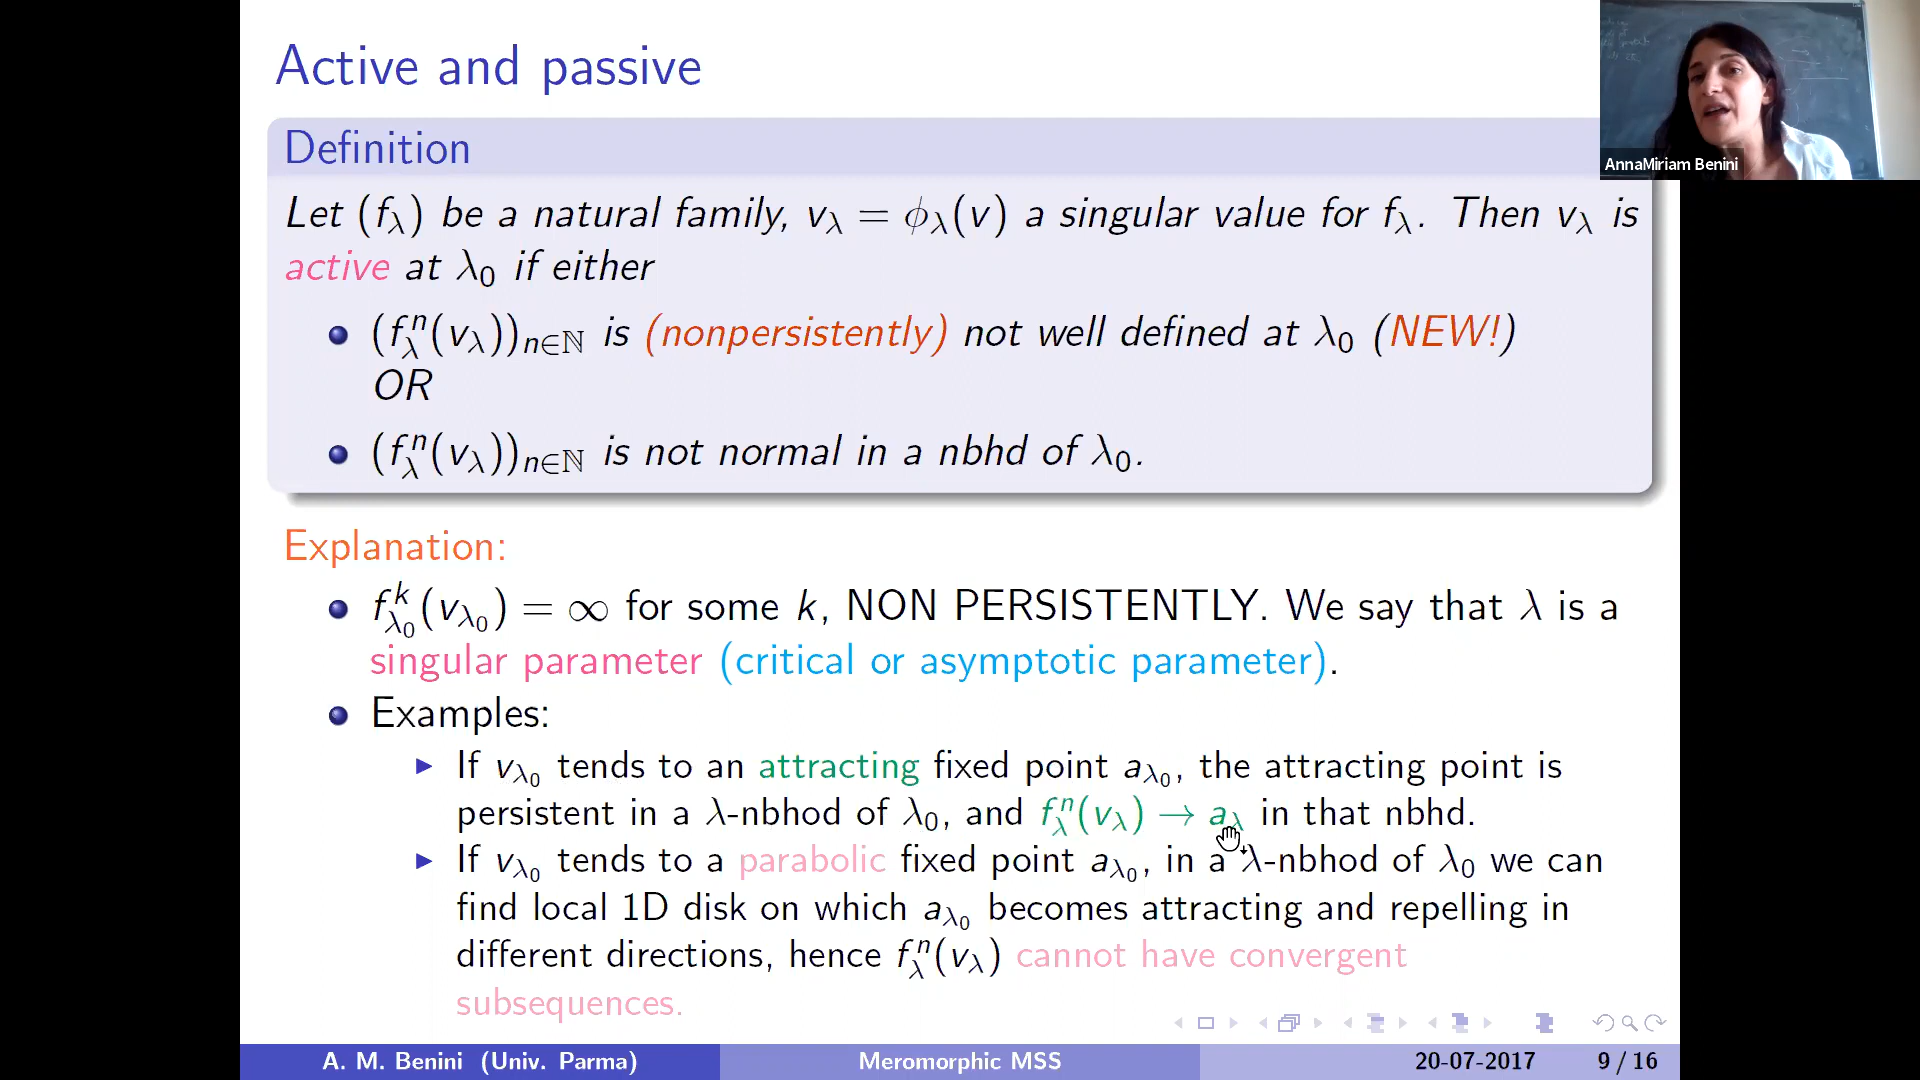 Active and passive
Definition
Let (f_λ) be a natural family, v_λ = ϕ_λ(v) a singular value for f_λ. Then v_λ is
active at λ_0 if either
(f_λ^n(v_λ))_{n∈ℕ} is (nonpersistently) not well defined at λ_0 (NEW!)
OR
(f_λ^n(v_λ))_{n∈ℕ} is not normal in a nbhd of λ_0.
Explanation:
f_{λ_0}^k(v_{λ_0}) = ∞ for some k, NON PERSISTENTLY. We say that λ is a
singular parameter (critical or asymptotic parameter).
Examples:
If v_{λ_0} tends to an attracting fixed point a_{λ_0}, the attracting point is
persistent in a λ-nbhod of λ_0, and f_λ^n(v_λ) → a_λ in that nbhd.
If v_{λ_0} tends to a parabolic fixed point a_{λ_0}, in a λ-nbhod of λ_0 we can
find local 1D disk on which a_{λ_0} becomes attracting and repelling in
different directions, hence f_λ^n(v_λ) cannot have convergent
subsequences.
A. M. Benini (Univ. Parma)
Meromorphic MSS
20-07-2017
9 / 16
AnnaMiriam Benini